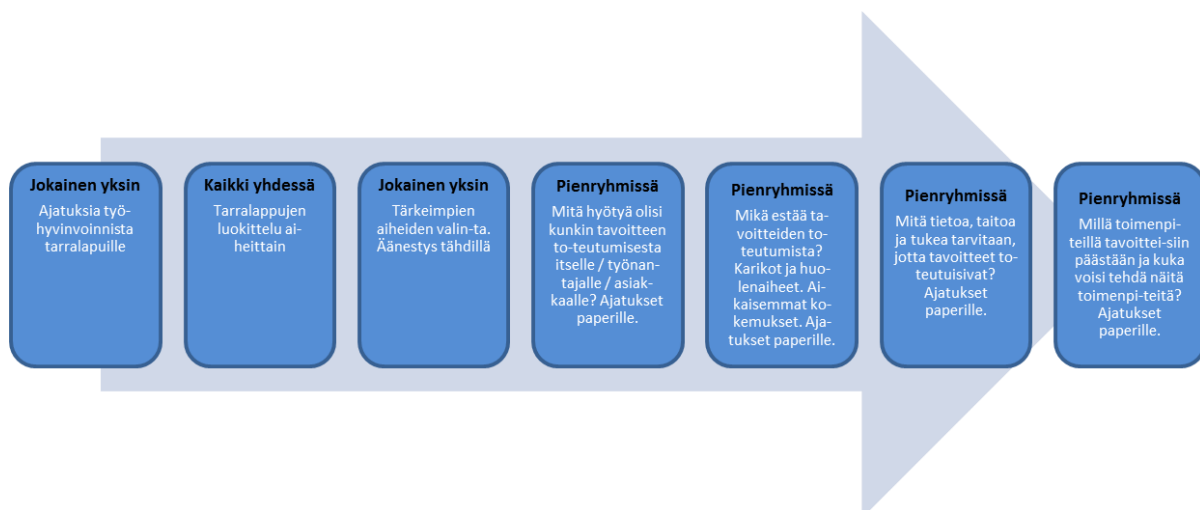 Jokainen yksin
Ajatuksia työ-
hyvinvoinnista
tarralapuille
Kaikki yhdessä
Tarralappujen
luokittelu ai-
heittain
Jokainen yksin
Tärkeimpien
aiheiden valin-ta.
Äänestys tähdillä
Pienryhmissä
Mitä hyötyä olisi
kunkin tavoitteen
to-teutumisesta
itselle / työnan-
tajalle / asiak-
kaalle? Ajatukset
paperille.
Pienryhmissä
Mikä estää ta-
voitteiden to-
teutumista?
Karikot ja huo-
lenaiheet. Ai-
kaisemmat ko-
kemukset. Aja-
tukset paperille.
Pienryhmissä
Mitä tietoa, taitoa
ja tukea tarvitaan,
jotta tavoitteet to-
teutuisivat?
Ajatukset
paperille.
Pienryhmissä
Millä toimenpi-
teillä tavoittei-siin
päästään ja kuka
voisi tehdä näitä
toimenpi-teitä?
Ajatukset
paperille.